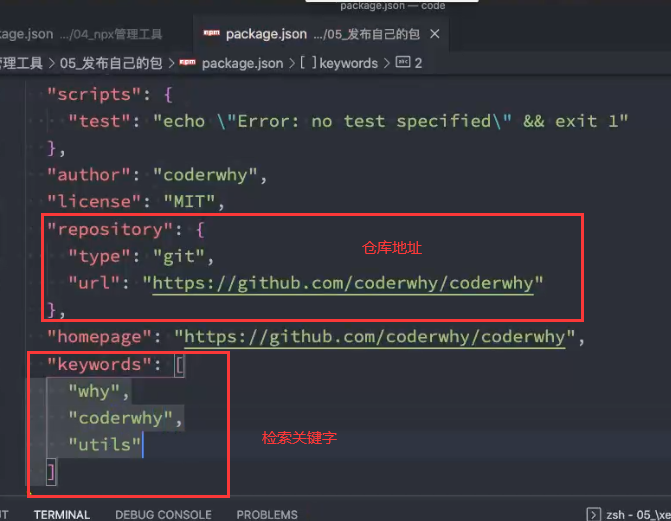 package.json — code
age.json .../04_npx管理工具
npm package.json .../05_发布自己的包
管理工具 > 05_发布自己的包 > npm package.json > [ ] keywords > 2
"scripts": {
"test": "echo \"Error: no test specified\" && exit 1"
},
"author": "coderwhy",
"license": "MIT",
"repository": {
仓库地址
"type": "git",
"url": "https://github.com/coderwhy/coderwhy"
},
"homepage": "https://github.com/coderwhy/coderwhy",
"keywords": [
"why",
"coderwhy",
检索关键字
"utils"
]
TERMINAL DEBUG CONSOLE PROBLEMS
zsh - 05_